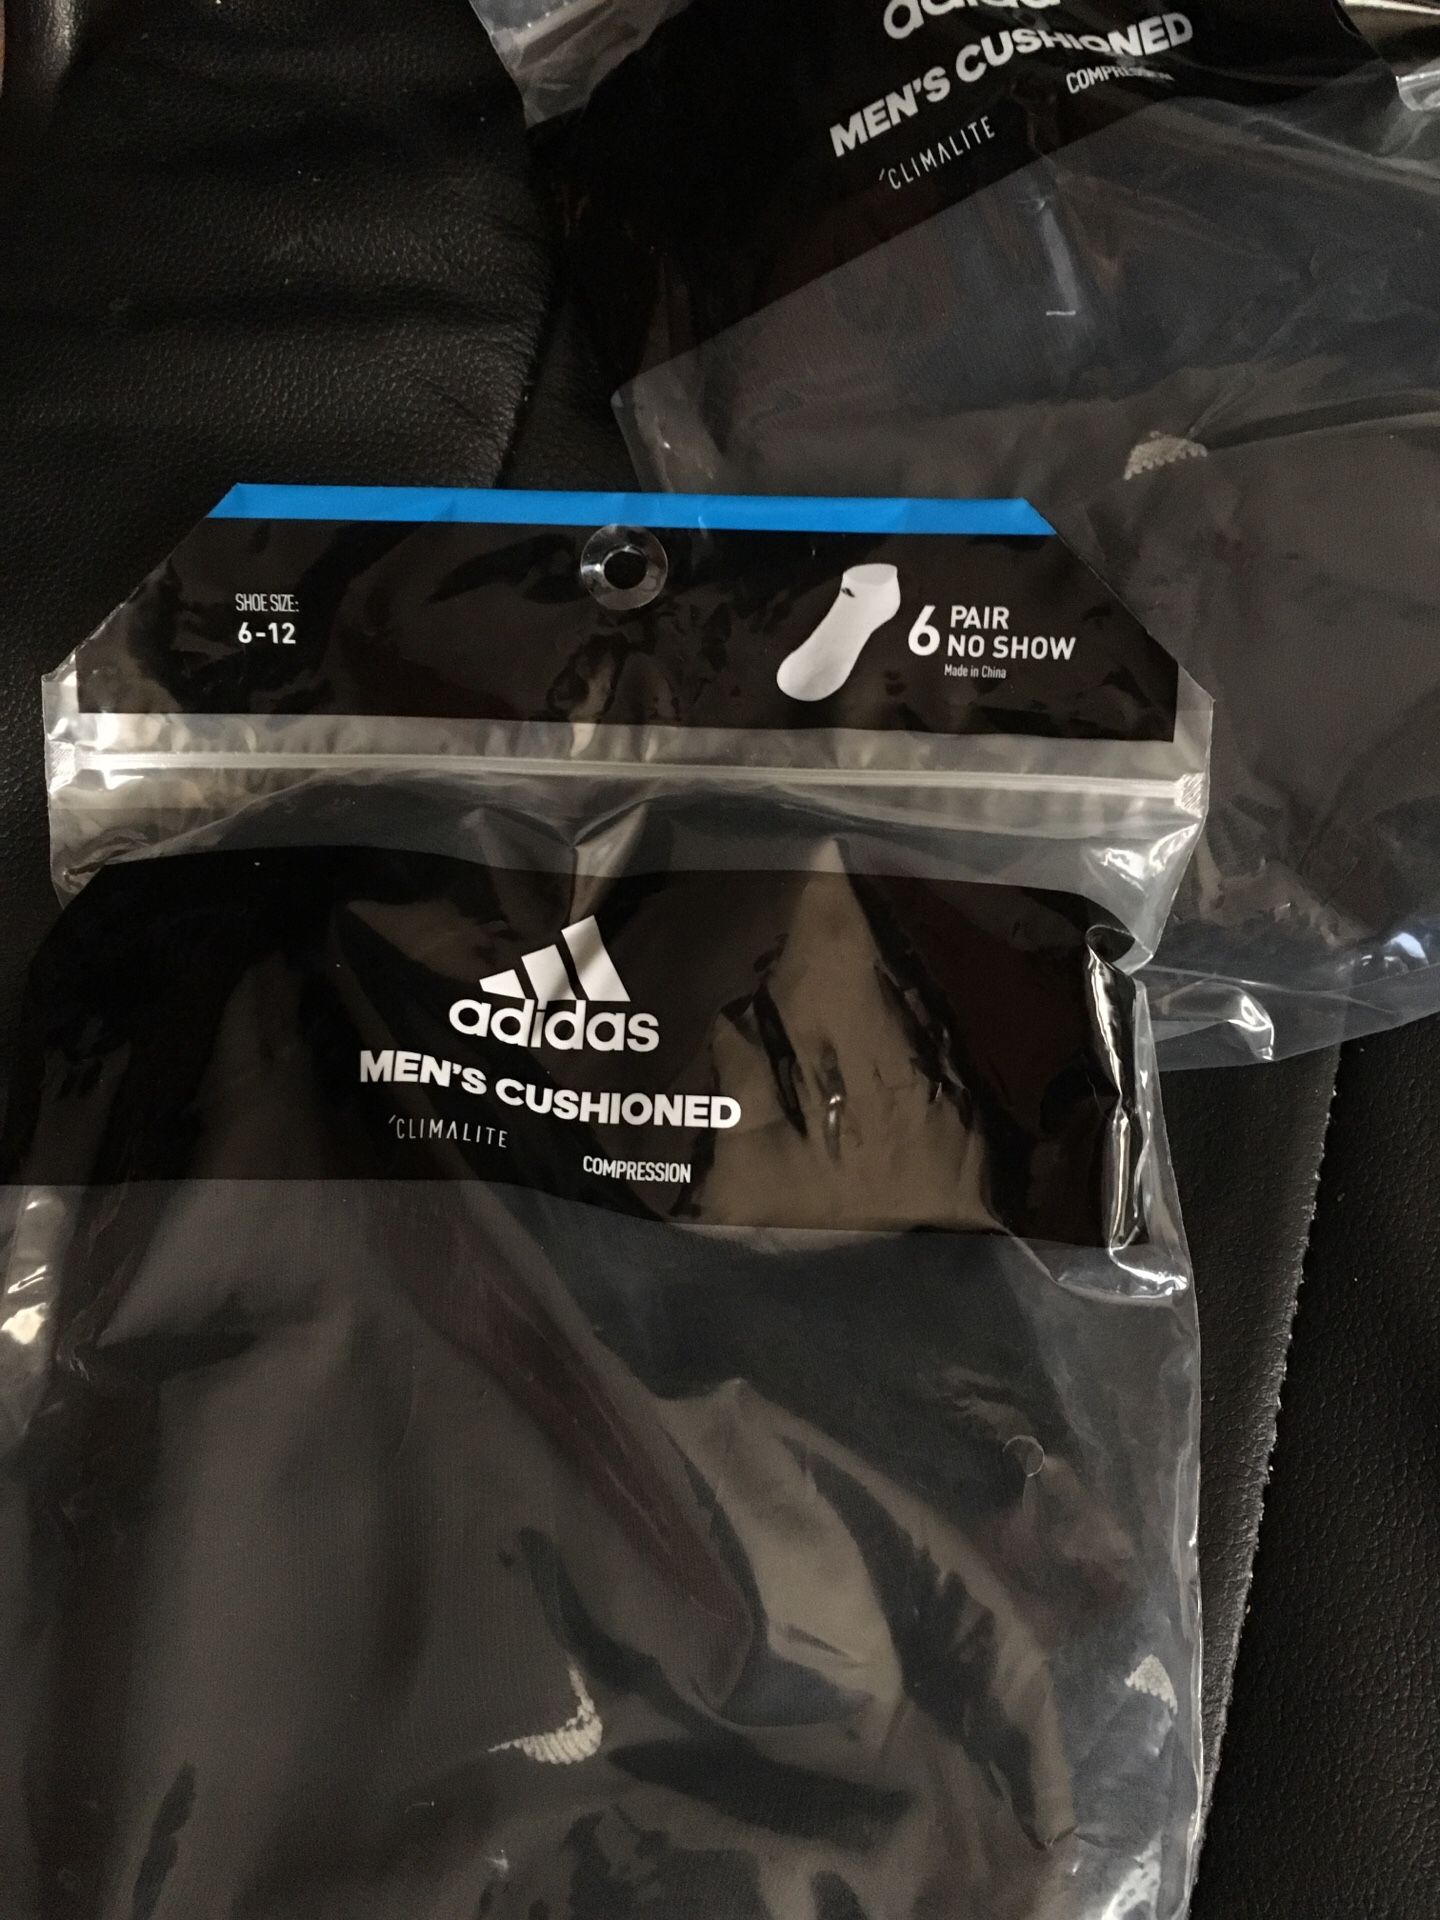 adidas
MEN'S CUSHIONED
COMPRESSION
CLIMALITE
SHOE SIZE:
6-12
6 PAIR
NO SHOW
Made in China
adidas
MEN'S CUSHIONED
CLIMALITE
COMPRESSION